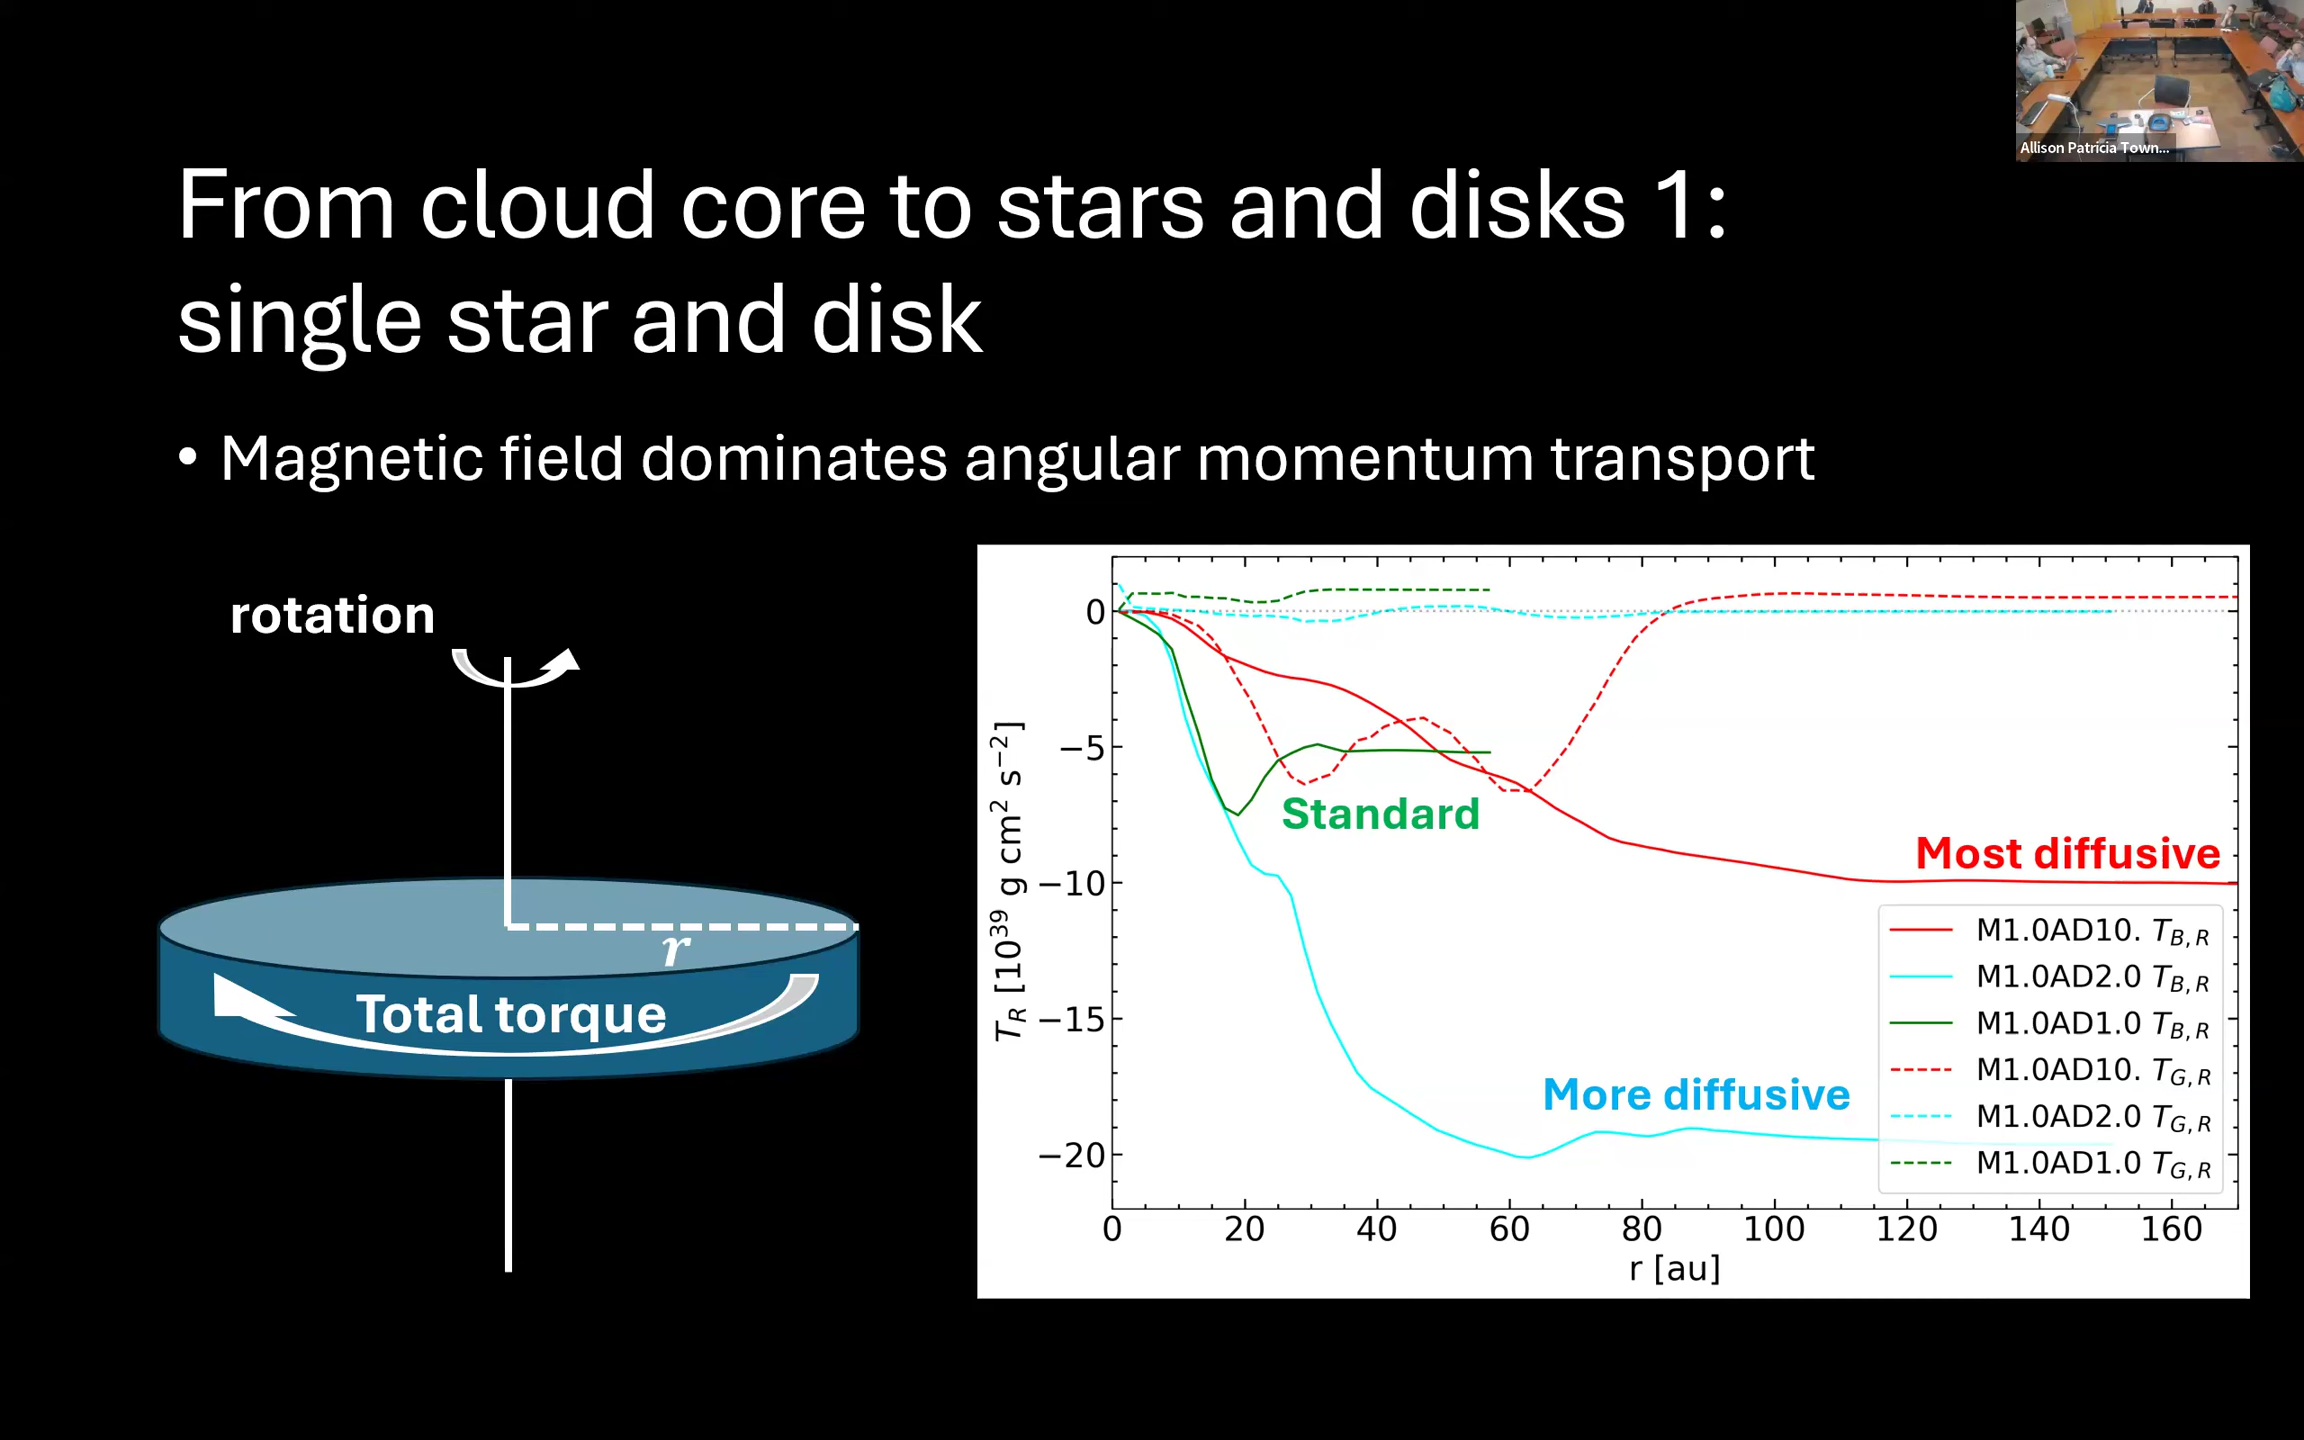 Allison Patricia Town...
From cloud core to stars and disks 1:
single star and disk
• Magnetic field dominates angular momentum transport
rotation
r
Total torque
T_R [10^39 g cm^2 s^−2]
0
−5
−10
−15
−20
Standard
Most diffusive
More diffusive
M1.0AD10. T_B,R
M1.0AD2.0 T_B,R
M1.0AD1.0 T_B,R
M1.0AD10. T_G,R
M1.0AD2.0 T_G,R
M1.0AD1.0 T_G,R
0 20 40 60 80 100 120 140 160
r [au]